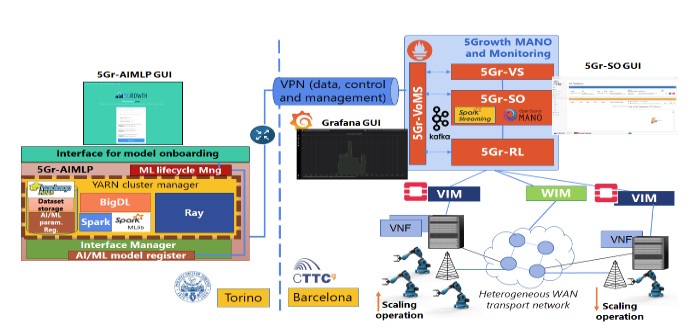 5Growth MANO
and Monitoring
5Gr-AIMLP GUI
5Gr-SO GUI
VPN (data, control
and management)
5Gr-VoMS
5Gr-VS
5Gr-SO
Spark
Streaming
Open Source
MANO
kafka
5Gr-RL
Grafana GUI
Interface for model onboarding
5Gr-AIMLP
ML lifecycle Mng
YARN cluster manager
Dataset
storage
AI/ML
param.
Reg.
BigDL
Spark
Spark
MLlib
Ray
Interface Manager
AI/ML model register
VIM
WIM
VIM
VNF
VNF
CTTC
Torino
Barcelona
Scaling
operation
Heterogeneous WAN
transport network
Scaling
operation